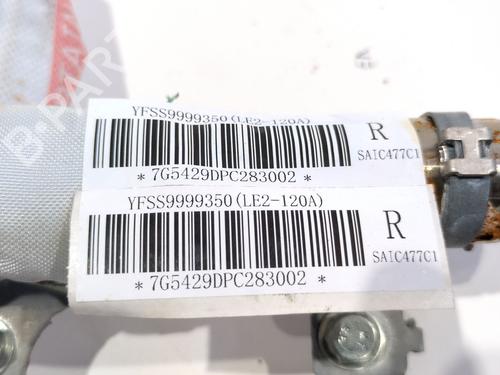 YFSS9999350(LE2-120A)
R
SAIC477C1
*7G5429DPC283002*
YFSS9999350(LE2-120A)
R
SAIC477C1
*7G5429DPC283002 *